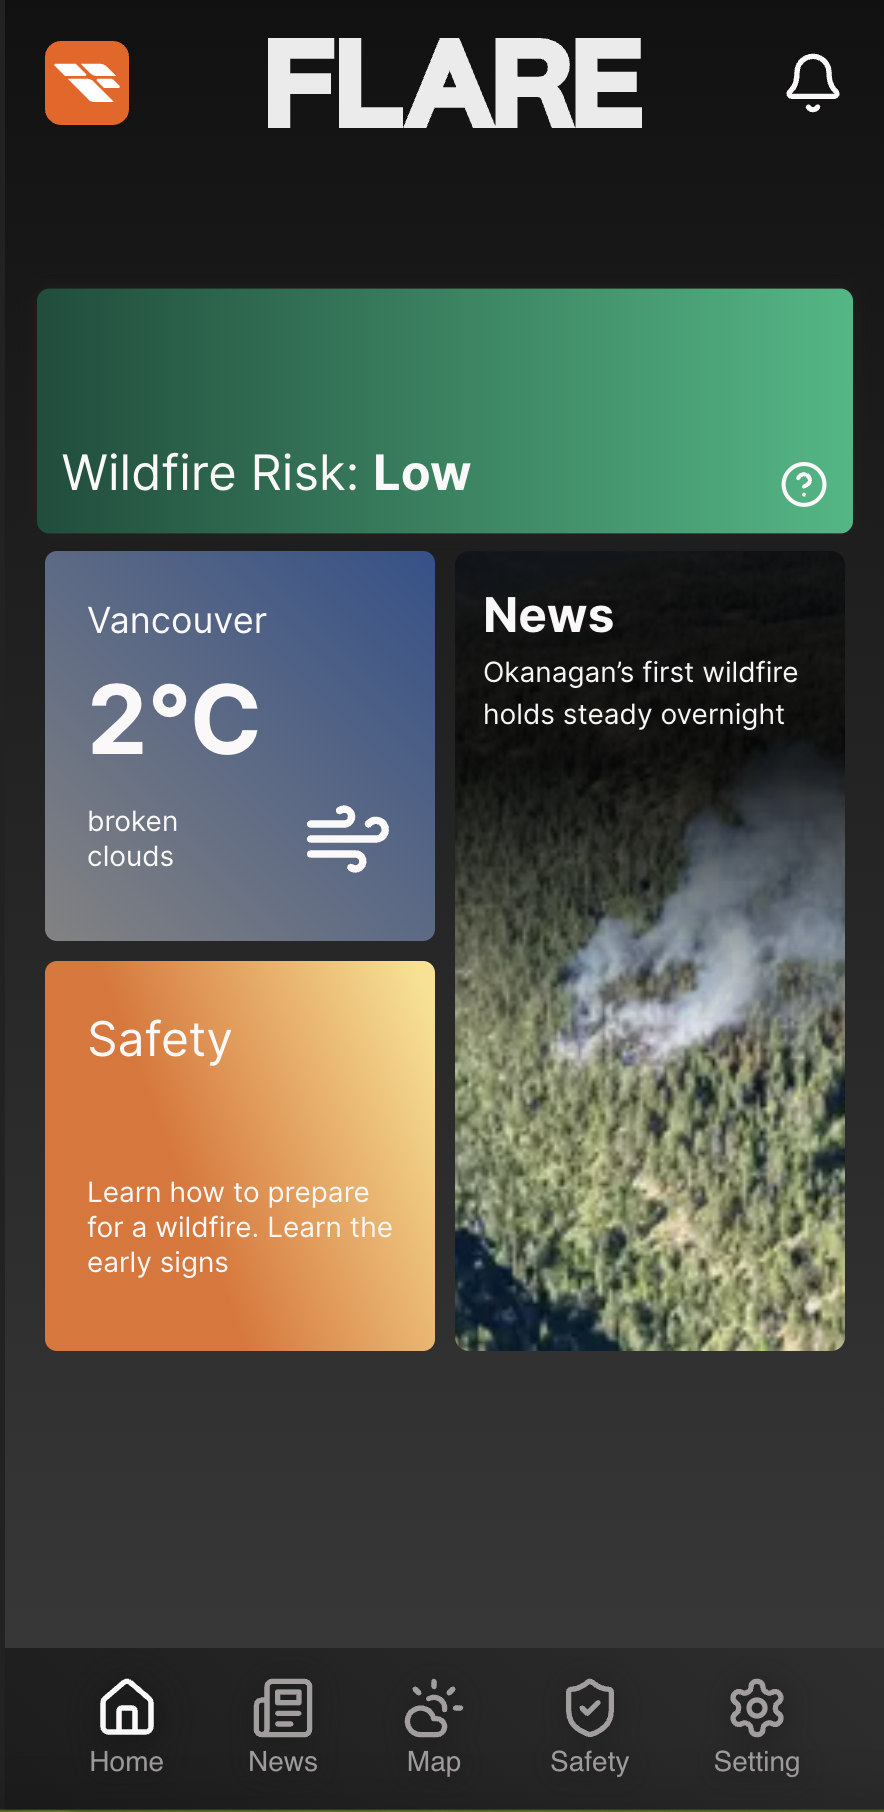 FLARE
Wildfire Risk: Low
Vancouver
2°C
broken
clouds
News
Okanagan’s first wildfire
holds steady overnight
Safety
Learn how to prepare
for a wildfire. Learn the
early signs
Home
News
Map
Safety
Setting